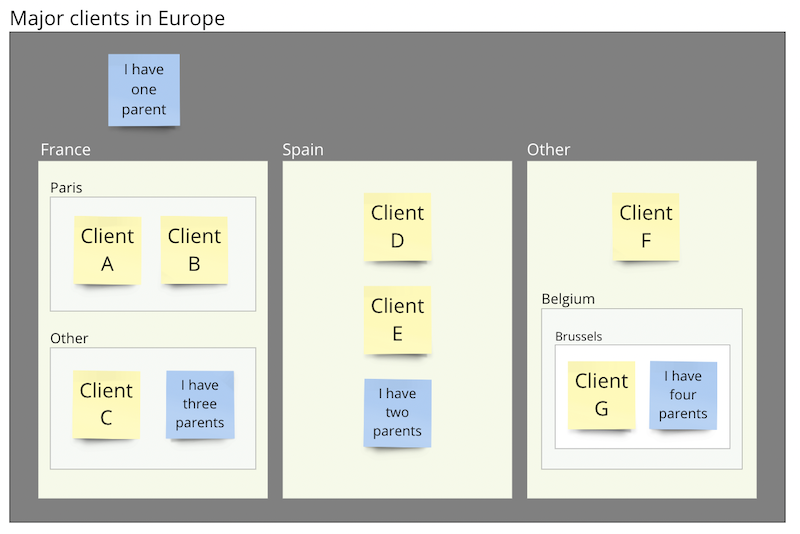 Major clients in Europe
I have
one
parent
France
Paris
Client
A
Client
B
Other
Client
C
I have
three
parents
Spain
Client
D
Client
E
I have
two
parents
Other
Client
F
Belgium
Brussels
Client
G
I have
four
parents